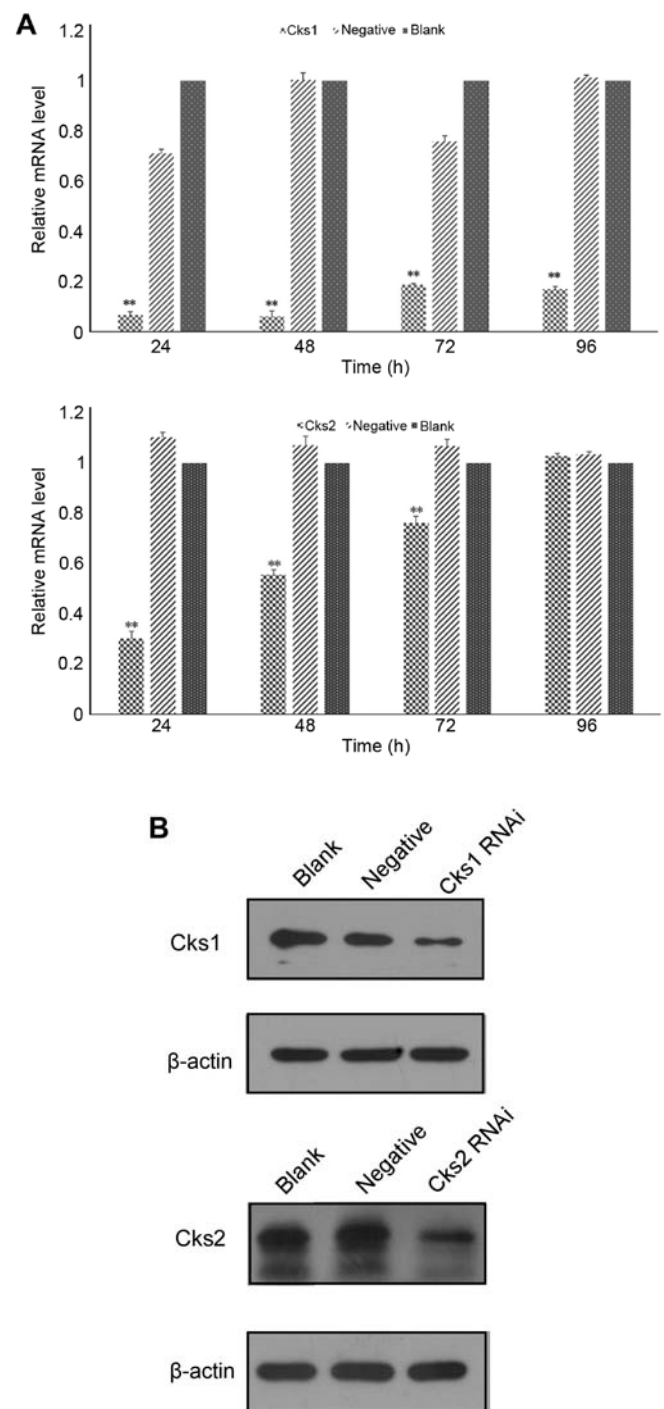 A
Cks1 Negative Blank
1.2
1
0.8
0.6
0.4
0.2
0
Relative mRNA level
** ** ** **
24 48 72 96
Time (h)
Cks2 Negative Blank
1.2
1
0.8
0.6
0.4
0.2
0
Relative mRNA level
** ** **
24 48 72 96
Time (h)
B
Blank Negative Cks1 RNAi
Cks1
β-actin
Blank Negative Cks2 RNAi
Cks2
β-actin